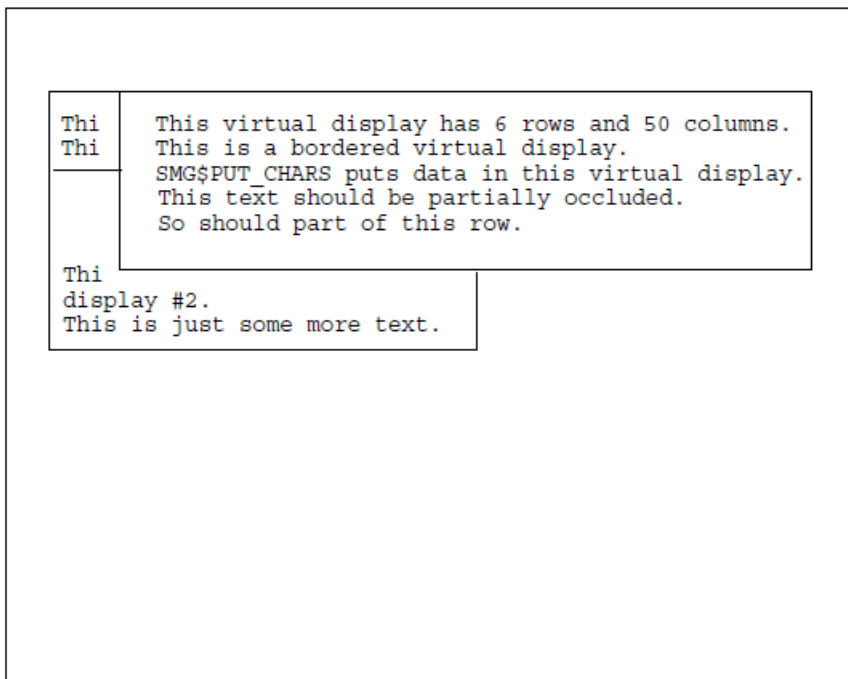 Thi This virtual display has 6 rows and 50 columns.
Thi This is a bordered virtual display.
SMG$PUT_CHARS puts data in this virtual display.
This text should be partially occluded.
So should part of this row.
Thi
display #2.
This is just some more text.